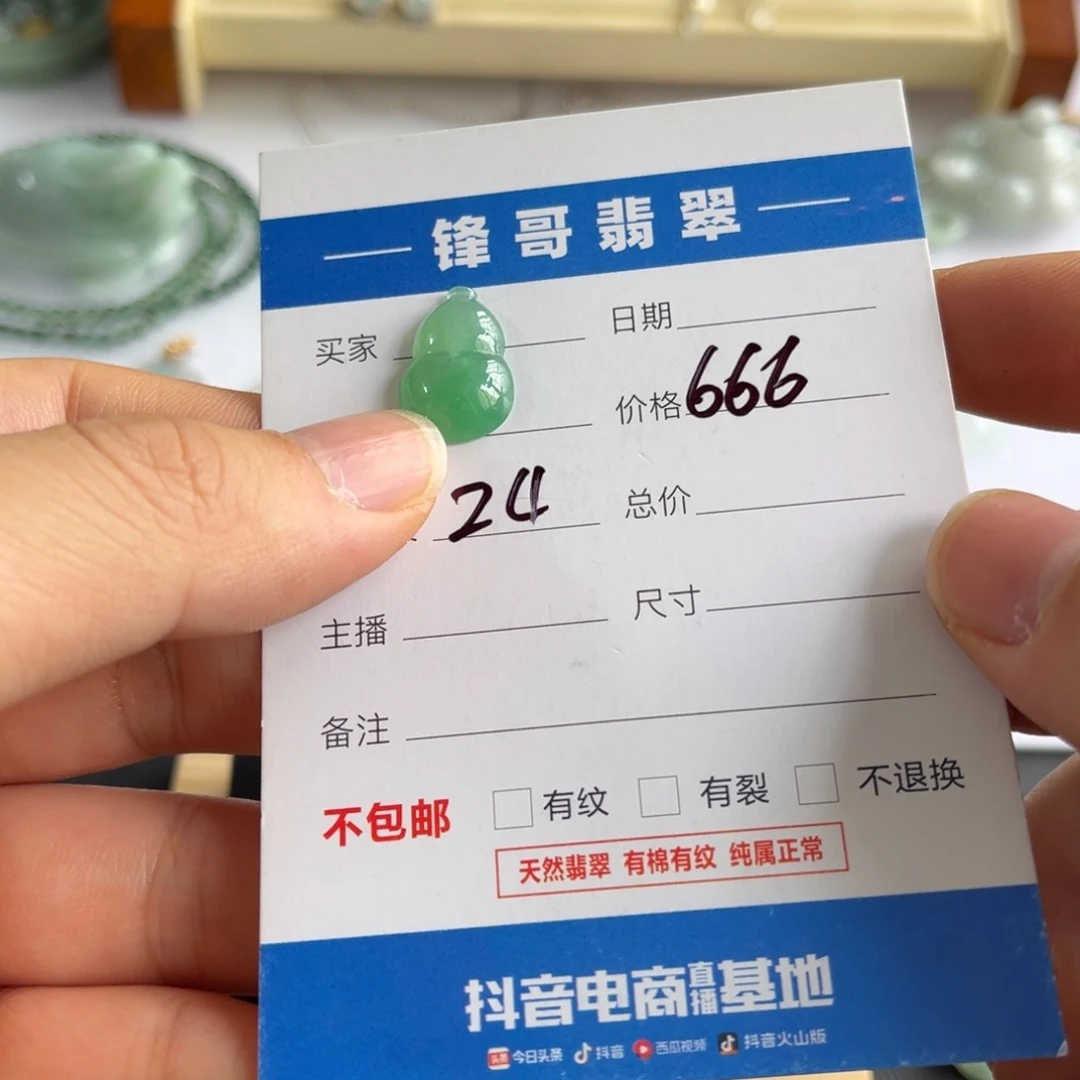 锋哥翡翠
买家 日期
价格 666
24 总价
主播 尺寸
备注
不包邮 有纹 有裂 不退换
天然翡翠 有棉有纹 纯属正常
抖音电商直播基地
头条 今日头条 抖音 西瓜视频 抖音火山版